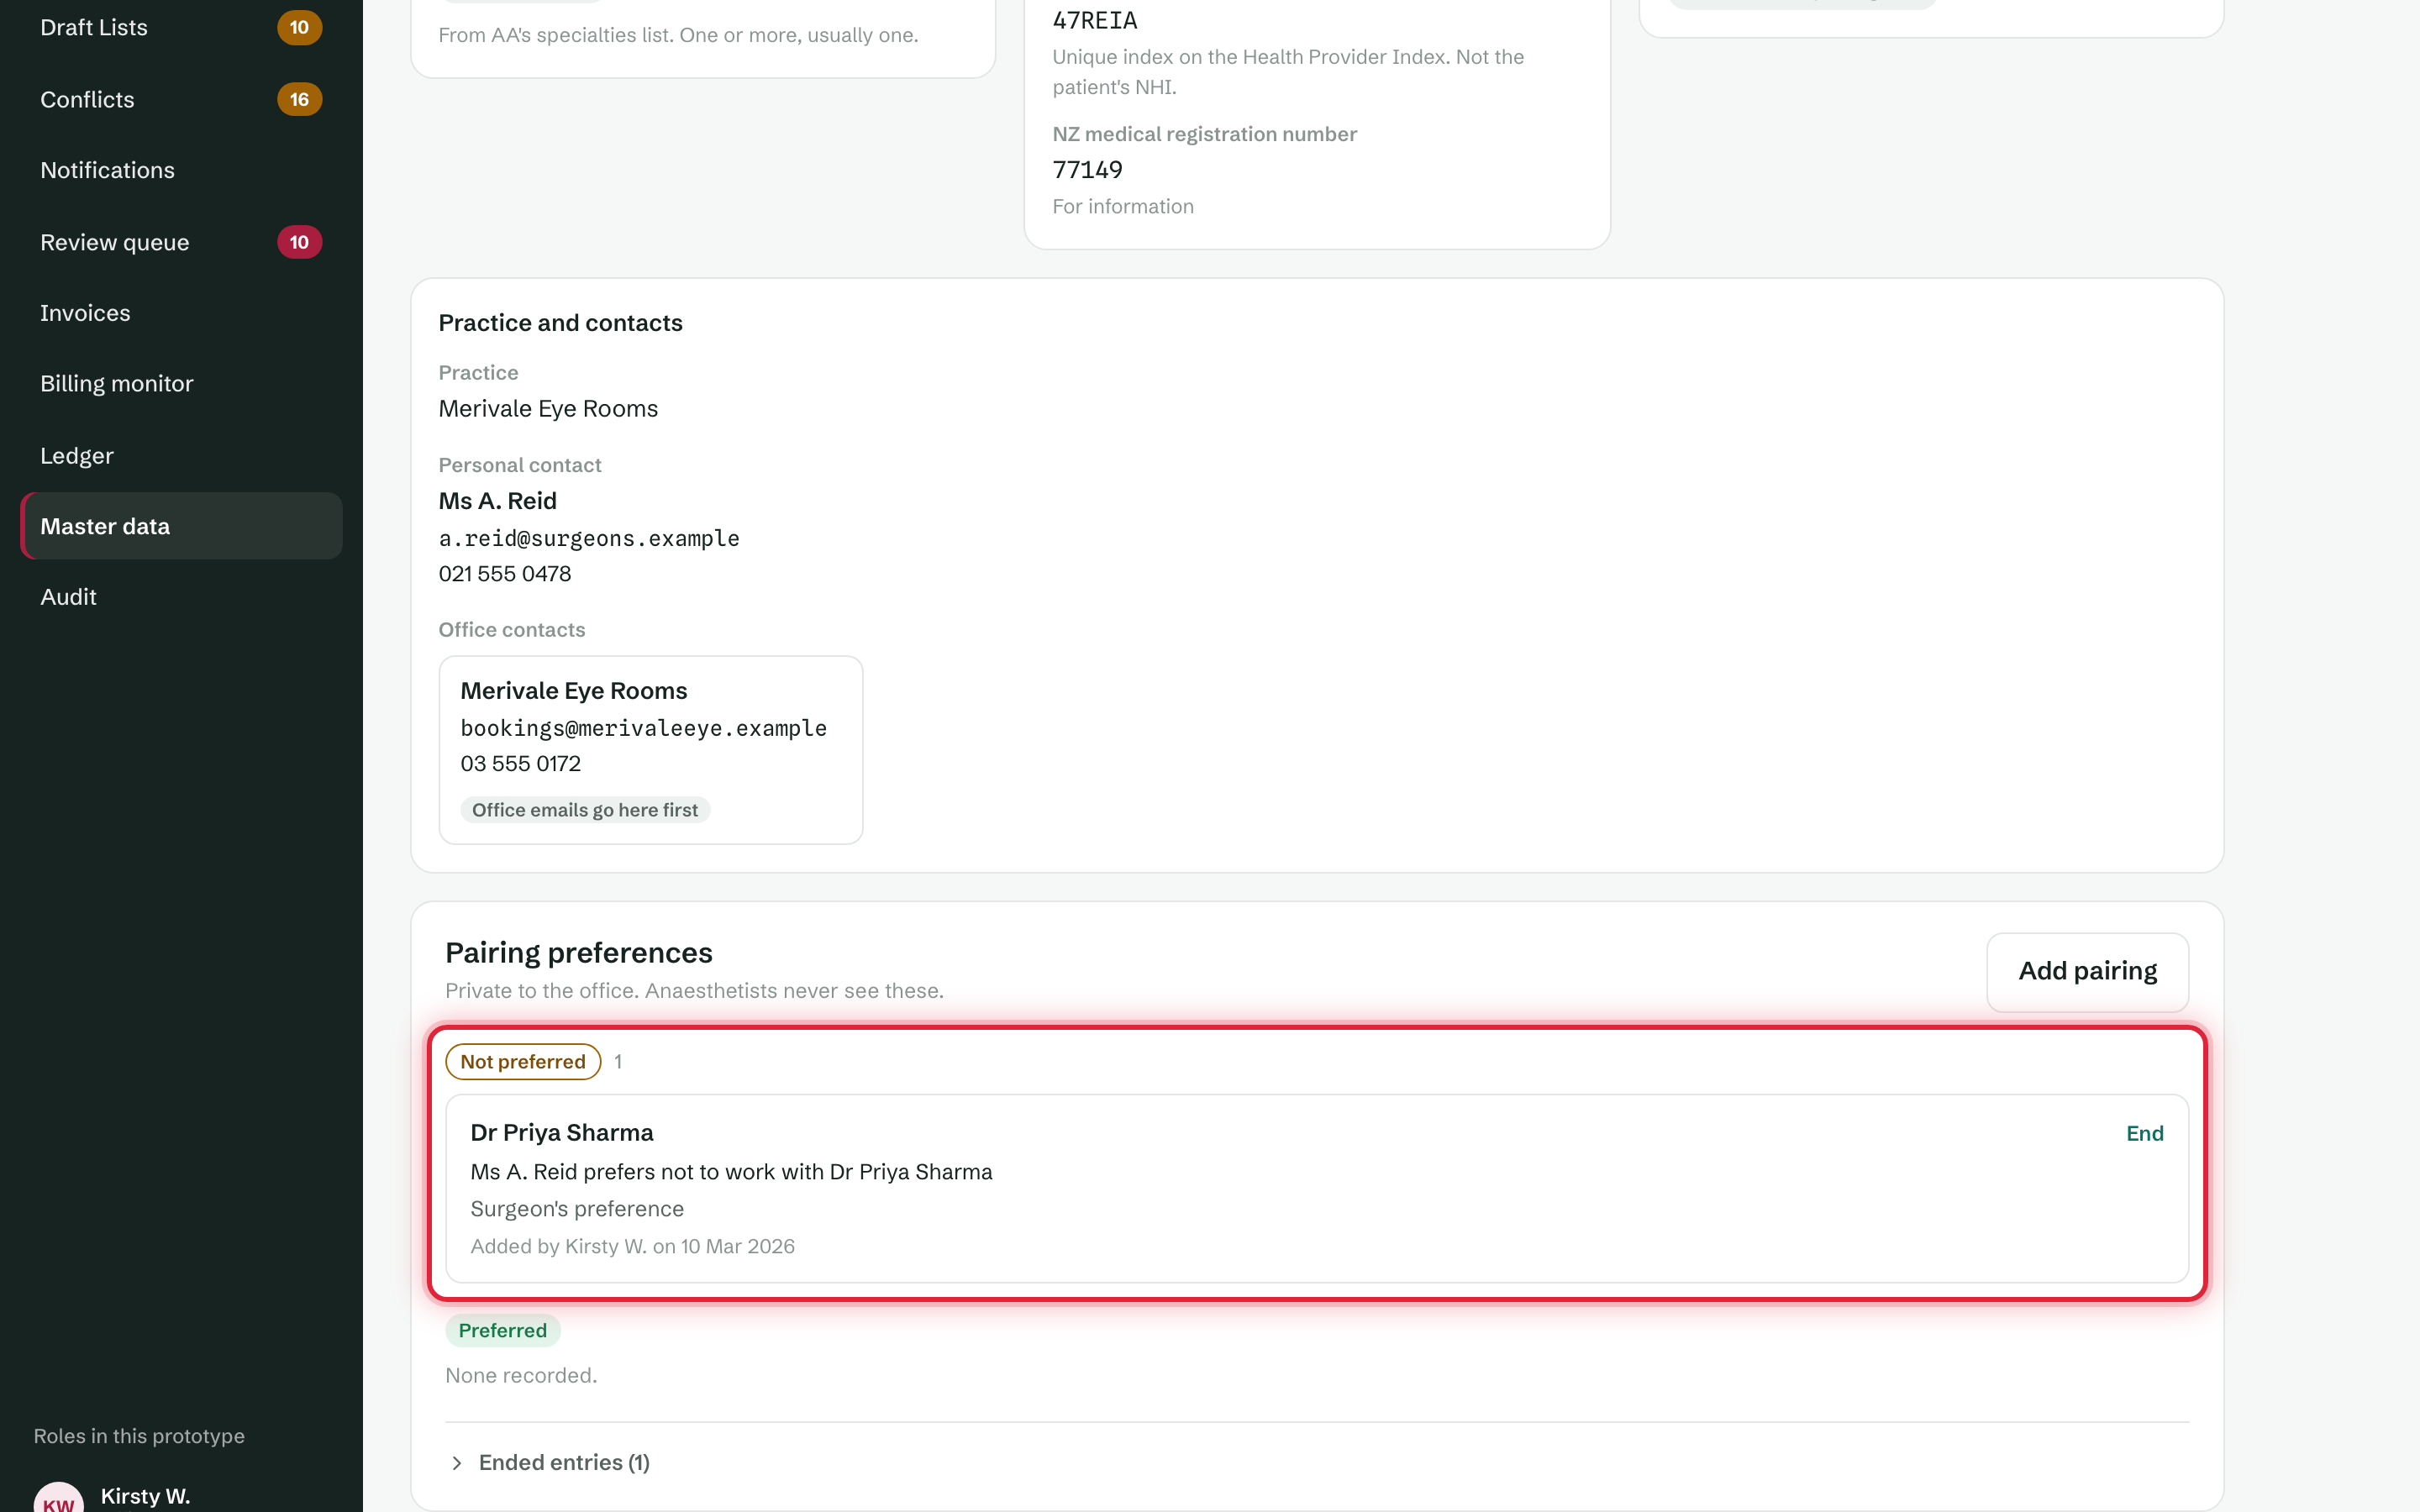 Draft Lists 10
Conflicts 16
Notifications
Review queue 10
Invoices
Billing monitor
Ledger
Master data
Audit
Roles in this prototype
KW Kirsty W.
From AA's specialties list. One or more, usually one.
47REIA
Unique index on the Health Provider Index. Not the
patient's NHI.
NZ medical registration number
77149
For information
Practice and contacts
Practice
Merivale Eye Rooms
Personal contact
Ms A. Reid
a.reid@surgeons.example
021 555 0478
Office contacts
Merivale Eye Rooms
bookings@merivaleeye.example
03 555 0172
Office emails go here first
Pairing preferences
Private to the office. Anaesthetists never see these.
Add pairing
Not preferred 1
Dr Priya Sharma
End
Ms A. Reid prefers not to work with Dr Priya Sharma
Surgeon's preference
Added by Kirsty W. on 10 Mar 2026
Preferred
None recorded.
Ended entries (1)